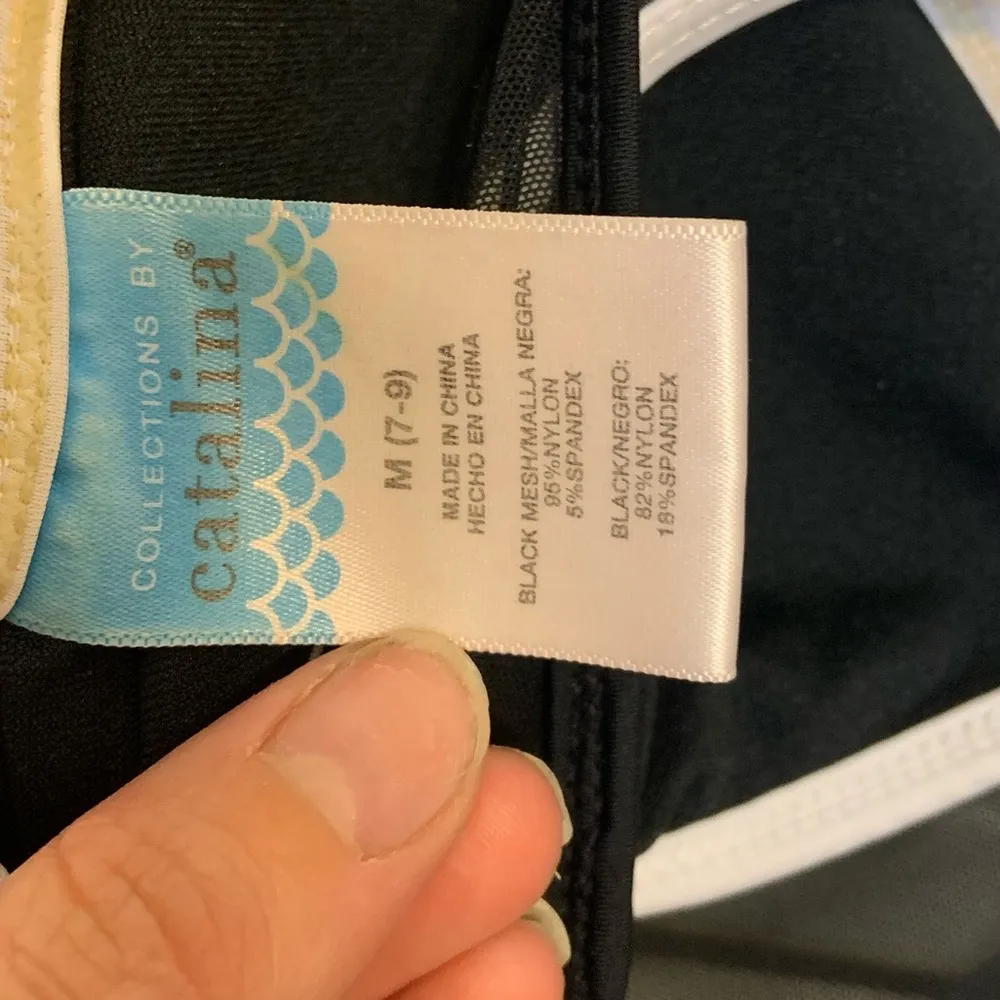 COLLECTIONS BY
catalina®
M (7-9)
MADE IN CHINA
HECHO EN CHINA
BLACK MESH/MALLA NEGRA:
95%NYLON
5%SPANDEX
BLACK/NEGRO:
82%NYLON
18%SPANDEX